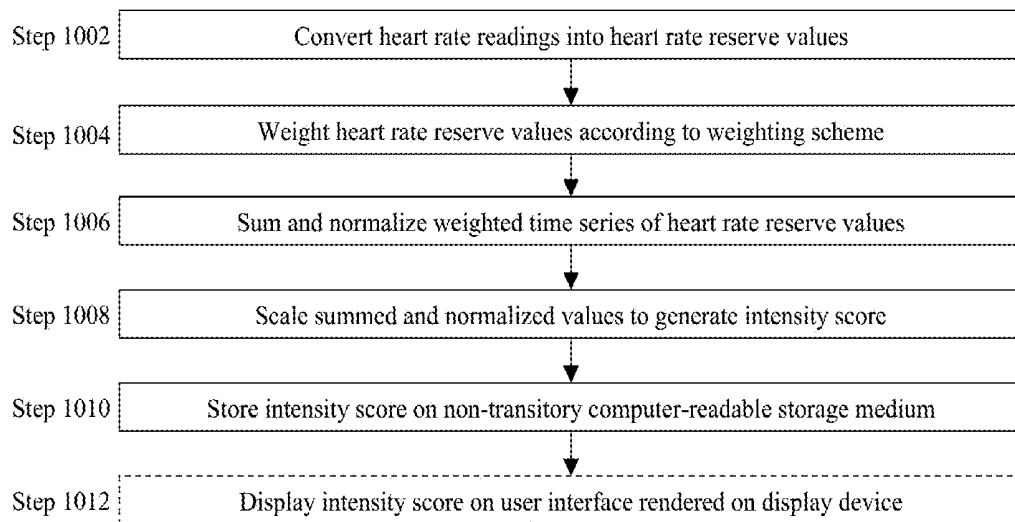 Step 1002 Convert heart rate readings into heart rate reserve values
Step 1004 Weight heart rate reserve values according to weighting scheme
Step 1006 Sum and normalize weighted time series of heart rate reserve values
Step 1008 Scale summed and normalized values to generate intensity score
Step 1010 Store intensity score on non-transitory computer-readable storage medium
Step 1012 Display intensity score on user interface rendered on display device